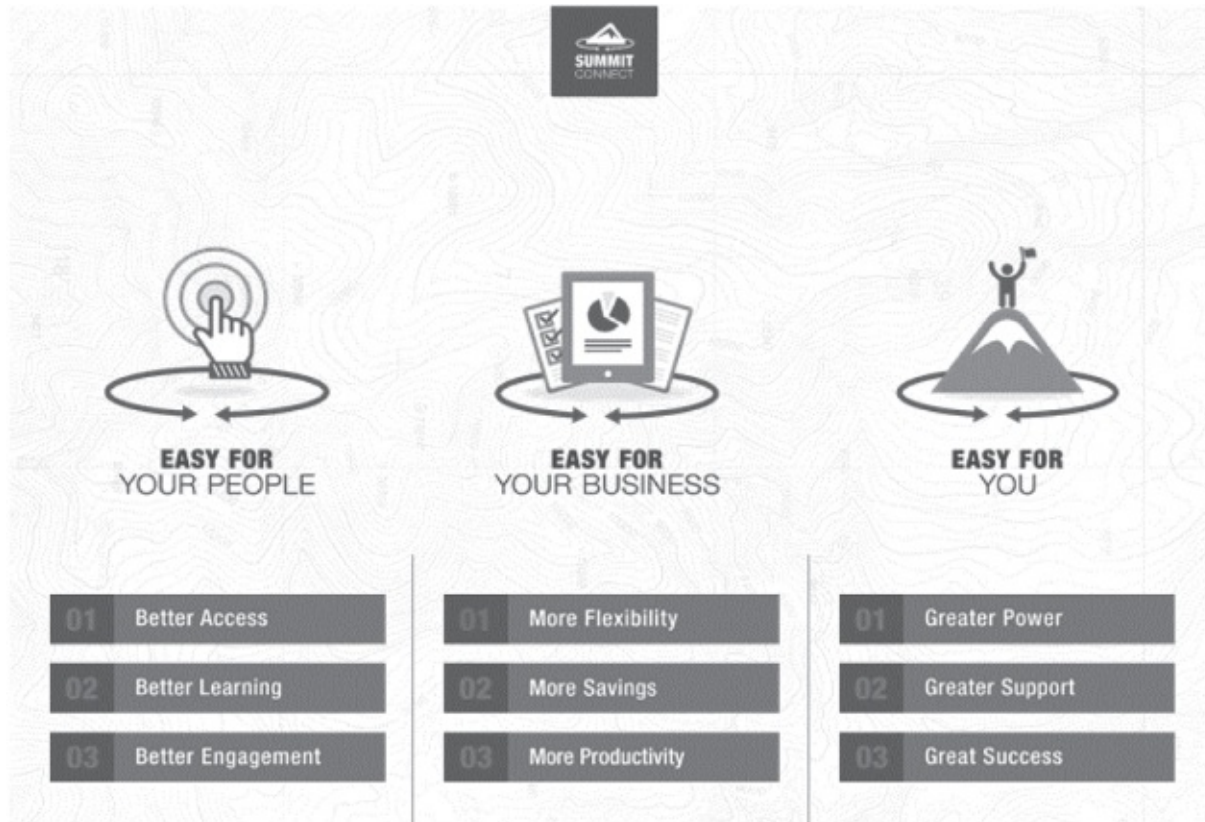 SUMMIT
CONNECT
EASY FOR
YOUR PEOPLE
EASY FOR
YOUR BUSINESS
EASY FOR
YOU
01 Better Access
02 Better Learning
03 Better Engagement
01 More Flexibility
02 More Savings
03 More Productivity
01 Greater Power
02 Greater Support
03 Great Success